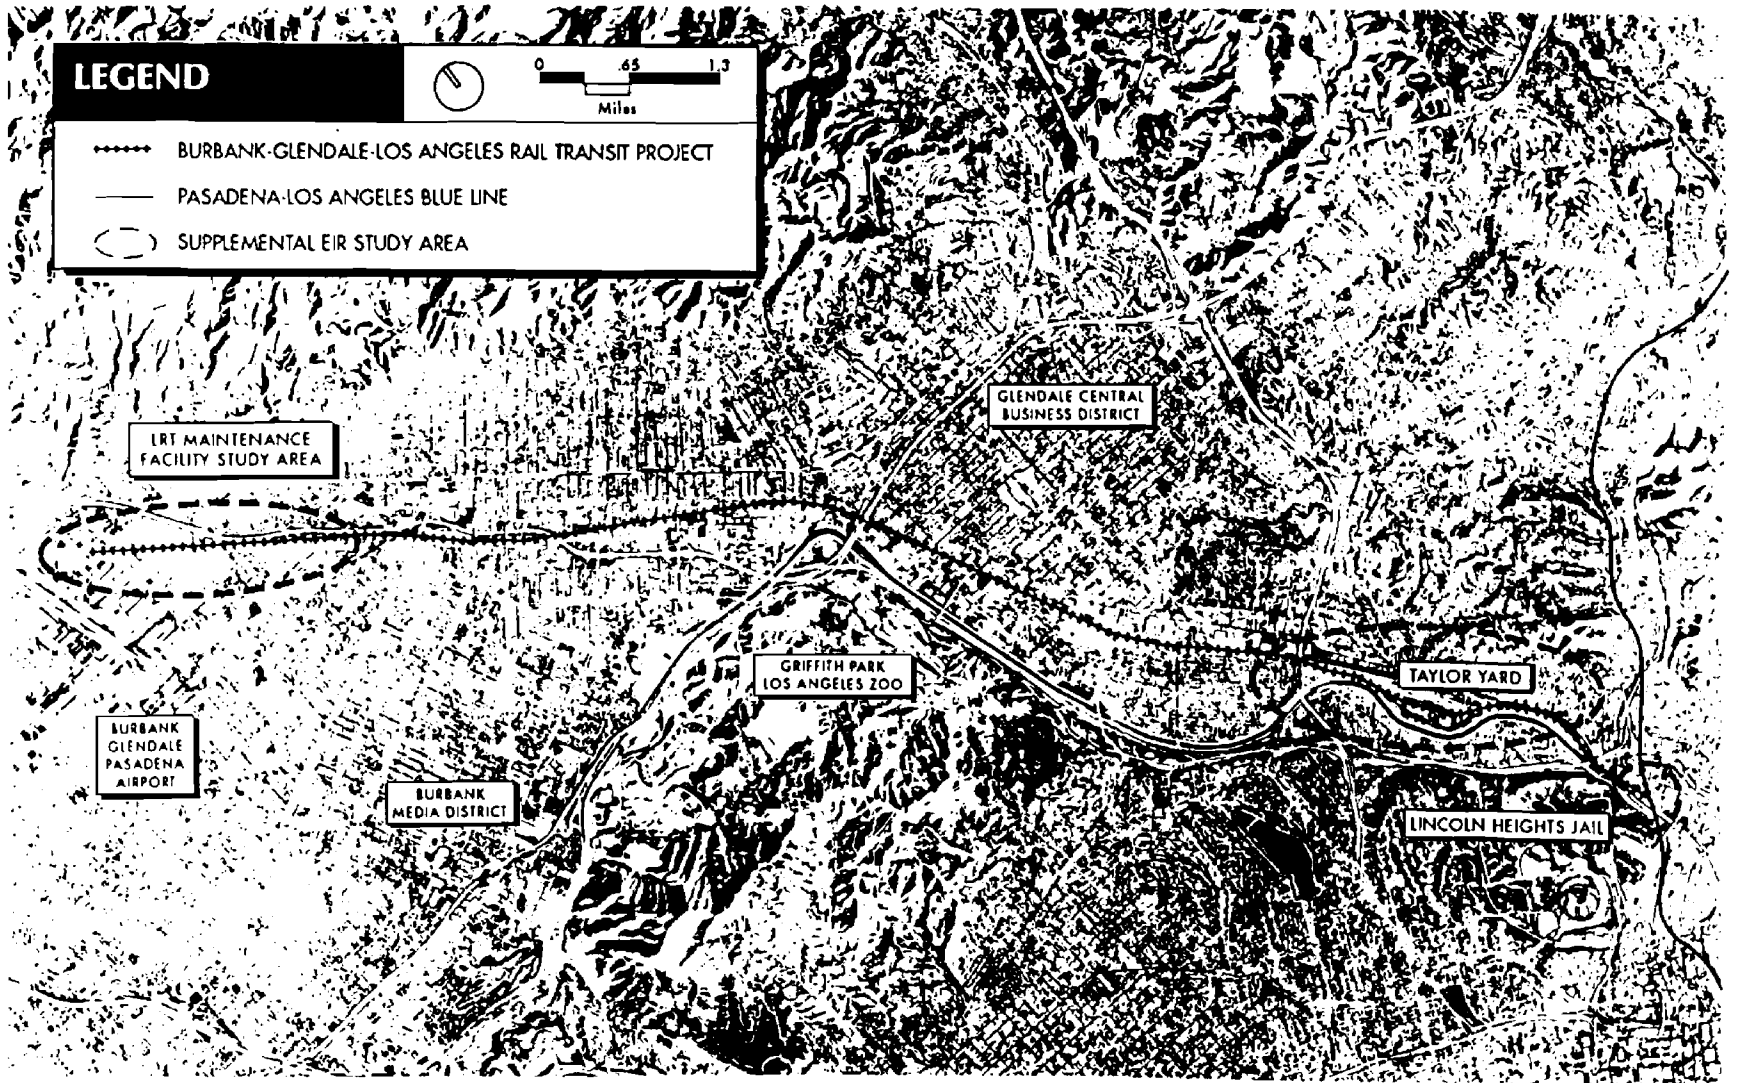 LEGEND
0 .65 1.3
Miles
BURBANK-GLENDALE-LOS ANGELES RAIL TRANSIT PROJECT
PASADENA-LOS ANGELES BLUE LINE
SUPPLEMENTAL EIR STUDY AREA
GLENDALE CENTRAL
BUSINESS DISTRICT
LRT MAINTENANCE
FACILITY STUDY AREA
GRIFFITH PARK
LOS ANGELES ZOO
TAYLOR YARD
BURBANK
GLENDALE
PASADENA
AIRPORT
BURBANK
MEDIA DISTRICT
LINCOLN HEIGHTS JAIL